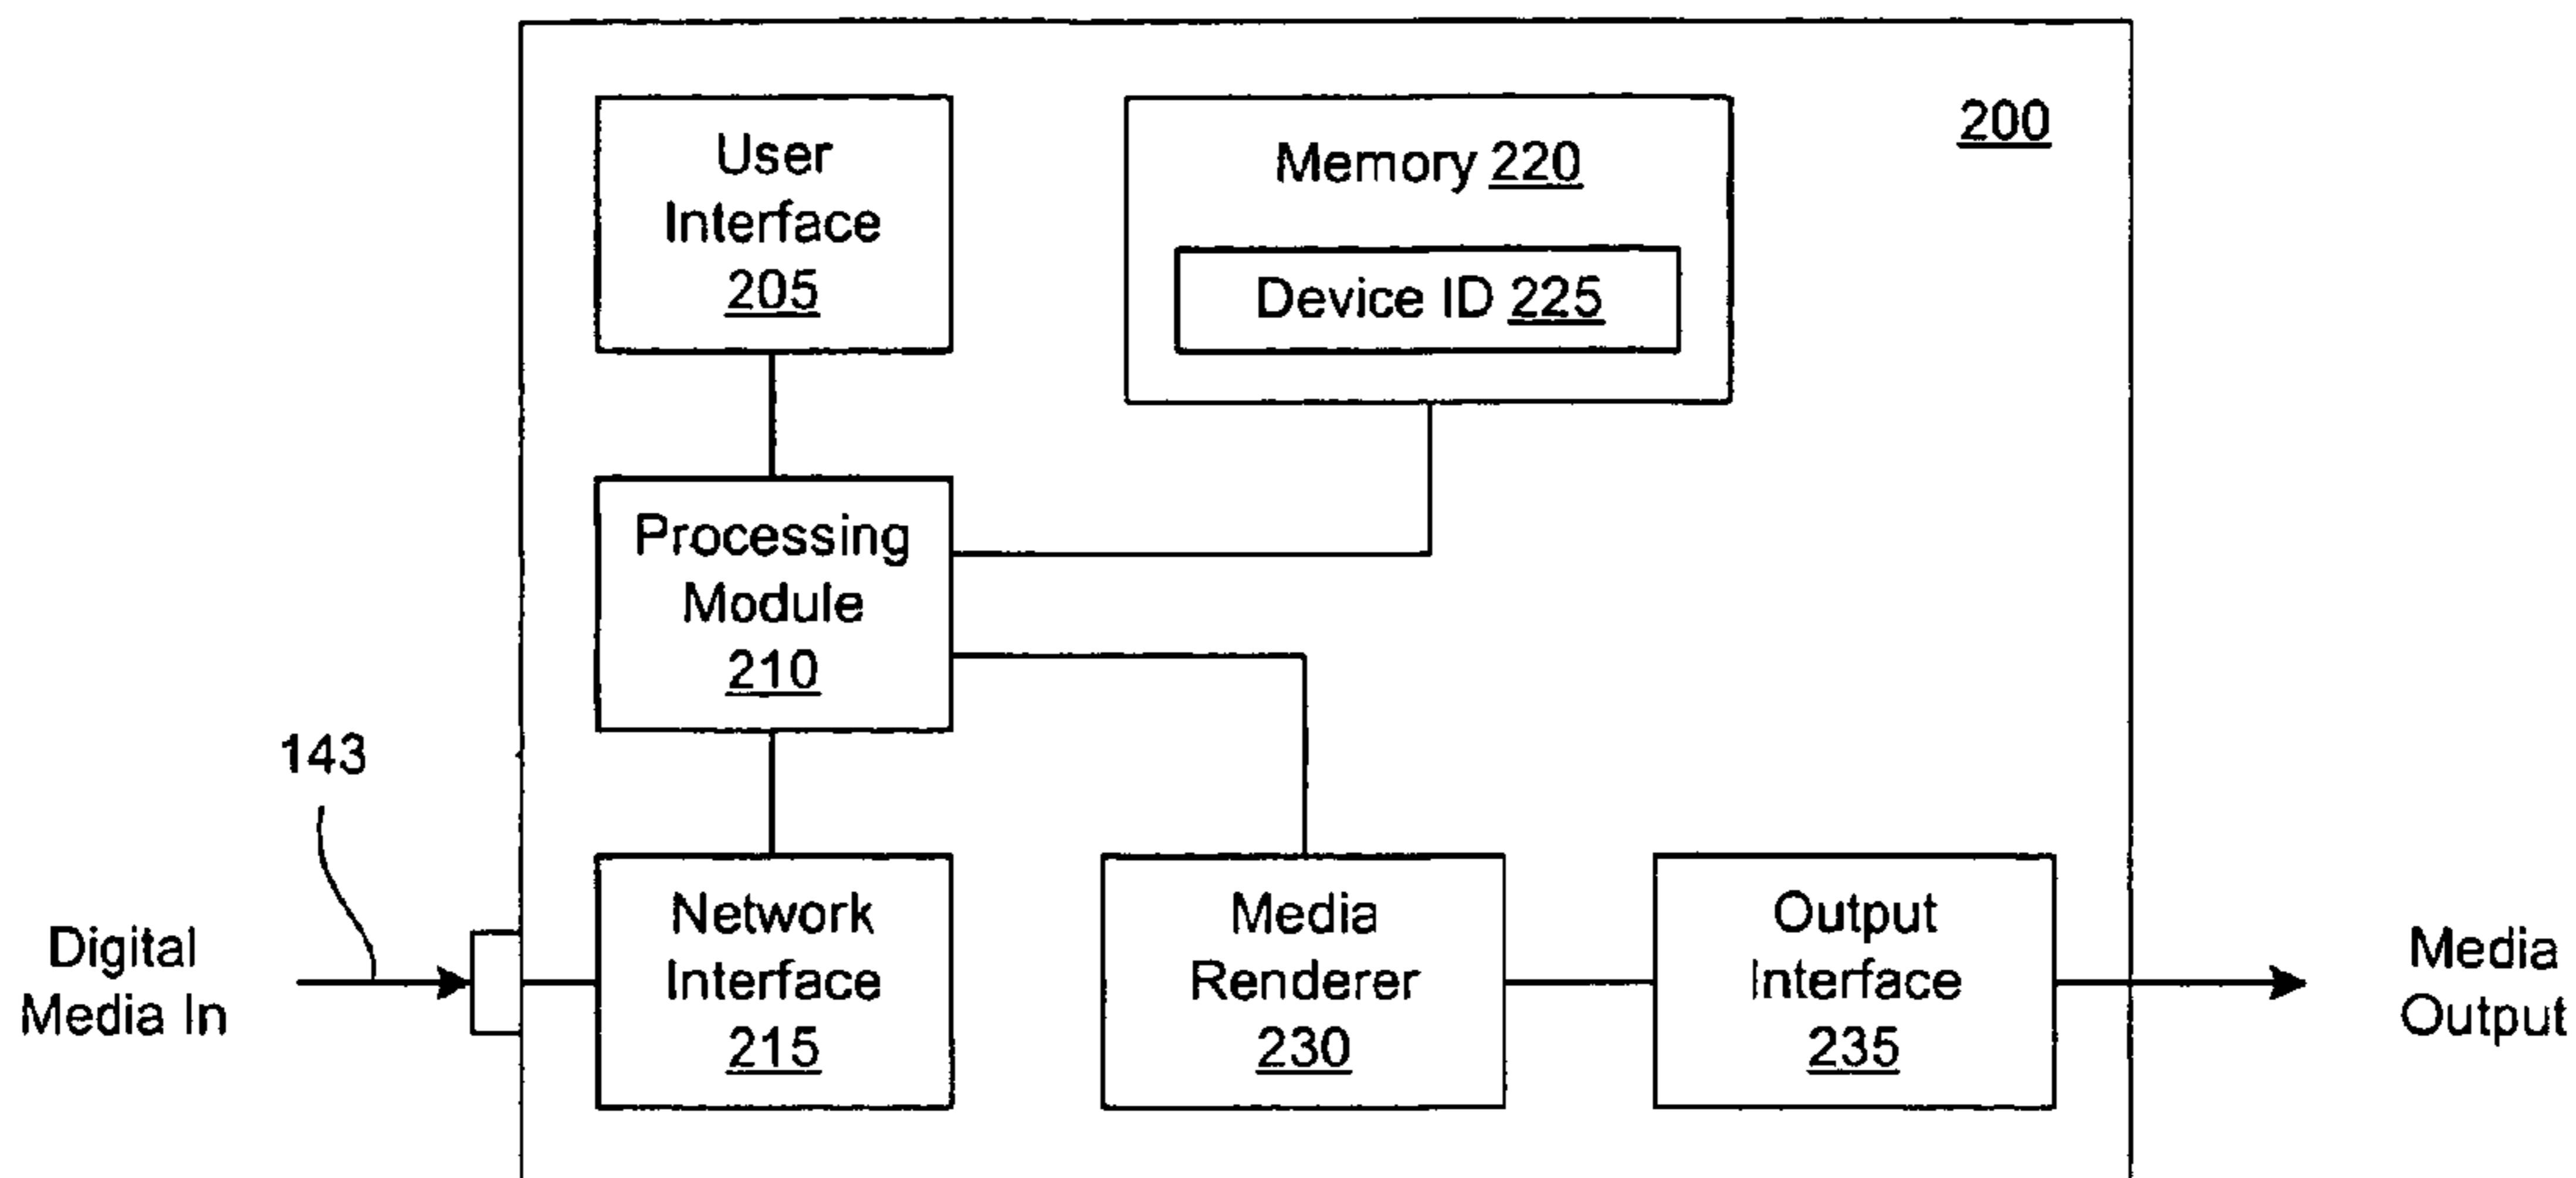 200
User
Interface
205
Memory 220
Device ID 225
Processing
Module
210
143
Digital
Media In
Network
Interface
215
Media
Renderer
230
Output
Interface
235
Media
Output